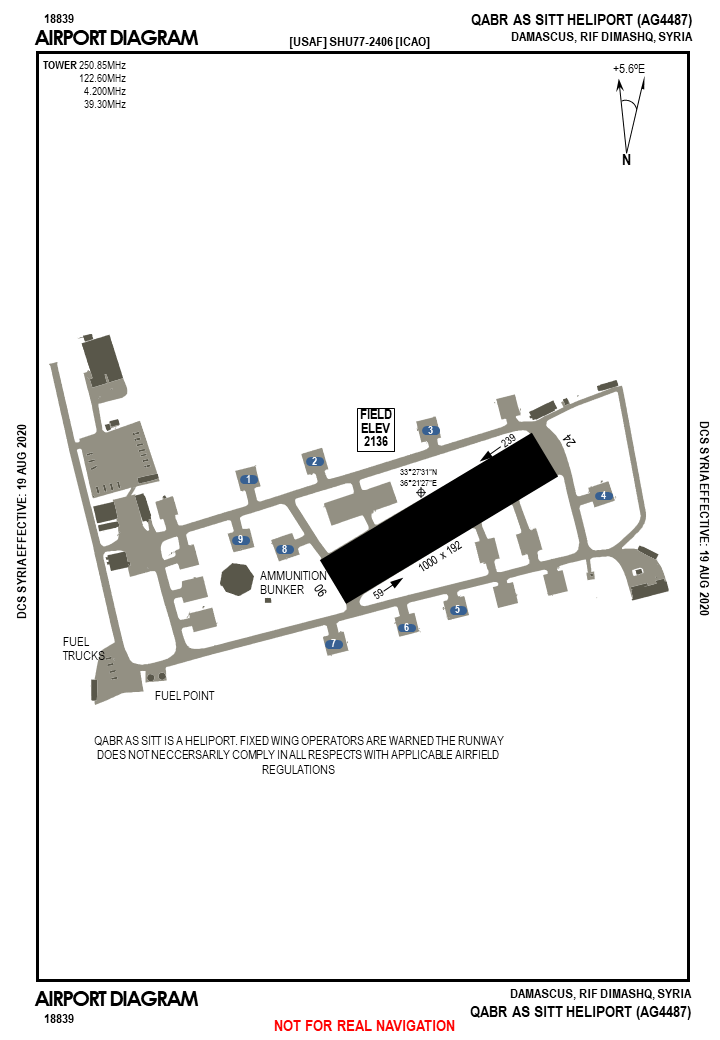 18839
AIRPORT DIAGRAM
[USAF] SHU77-2406 [ICAO]
QABR AS SITT HELIPORT (AG4487)
DAMASCUS, RIF DIMASHQ, SYRIA
TOWER 250.85MHz
122.60MHz
4.200MHz
39.30MHz
+5.6ºE
N
FIELD
ELEV
2136
33°27'31"N
36°21'27"E
239
24
1
2
3
4
9
8
1000 x 192
59
06
5
6
7
AMMUNITION
BUNKER
FUEL
TRUCKS
FUEL POINT
QABR AS SITT IS A HELIPORT. FIXED WING OPERATORS ARE WARNED THE RUNWAY
DOES NOT NECCERSARILY COMPLY IN ALL RESPECTS WITH APPLICABLE AIRFIELD
REGULATIONS
DCS SYRIA EFFECTIVE: 19 AUG 2020
DCS SYRIA EFFECTIVE: 19 AUG 2020
AIRPORT DIAGRAM
18839
NOT FOR REAL NAVIGATION
DAMASCUS, RIF DIMASHQ, SYRIA
QABR AS SITT HELIPORT (AG4487)